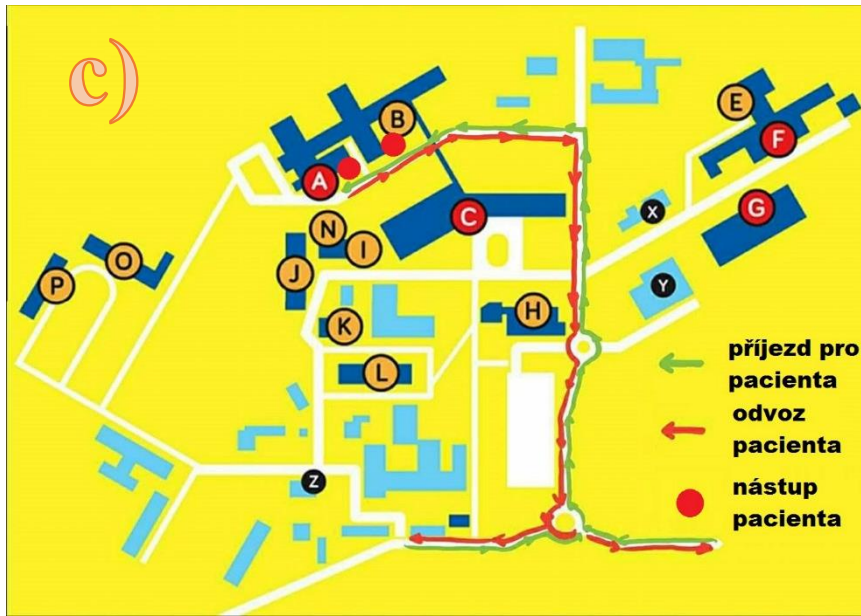 c)
B
E
F
A
C
X
G
N
I
O
J
P
Y
H
K
L
Z
příjezd pro
pacienta
odvoz
pacienta
nástup
pacienta